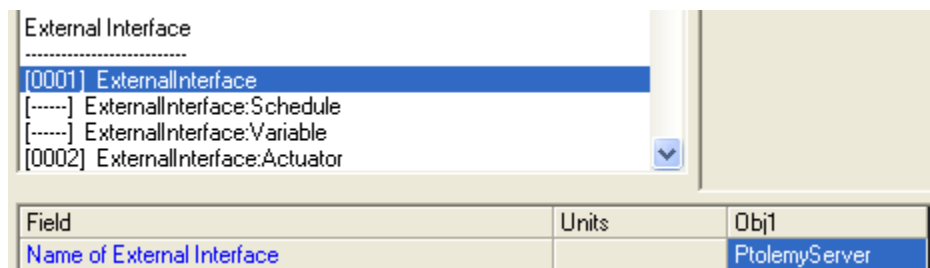 External Interface
---------------------------
[0001]  ExternalInterface
[------]  ExternalInterface:Schedule
[------]  ExternalInterface:Variable
[0002]  ExternalInterface:Actuator
Field Units Obj1
Name of External Interface PtolemyServer